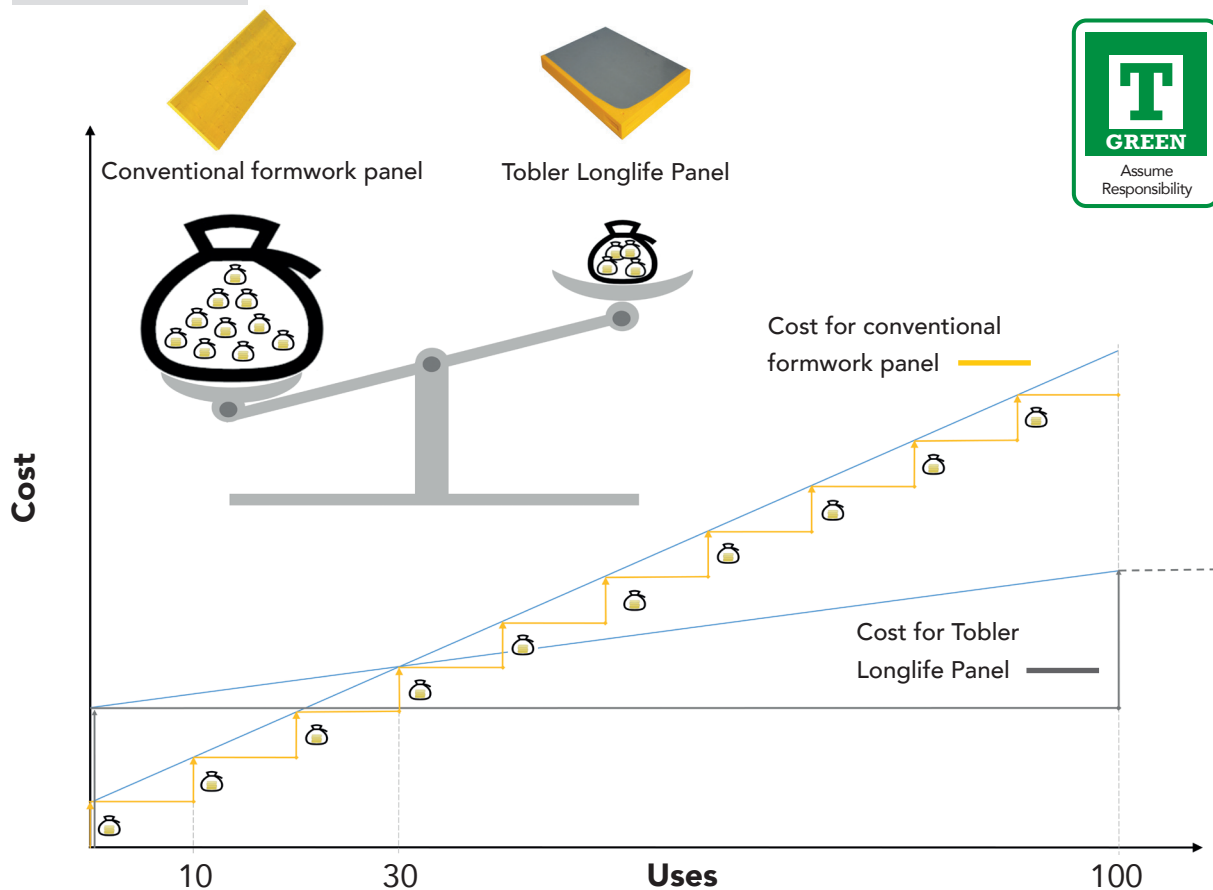 T
GREEN
Assume
Responsibility
Conventional formwork panel
Tobler Longlife Panel
Cost for conventional
formwork panel
Cost
Cost for Tobler
Longlife Panel
10
30
Uses
100